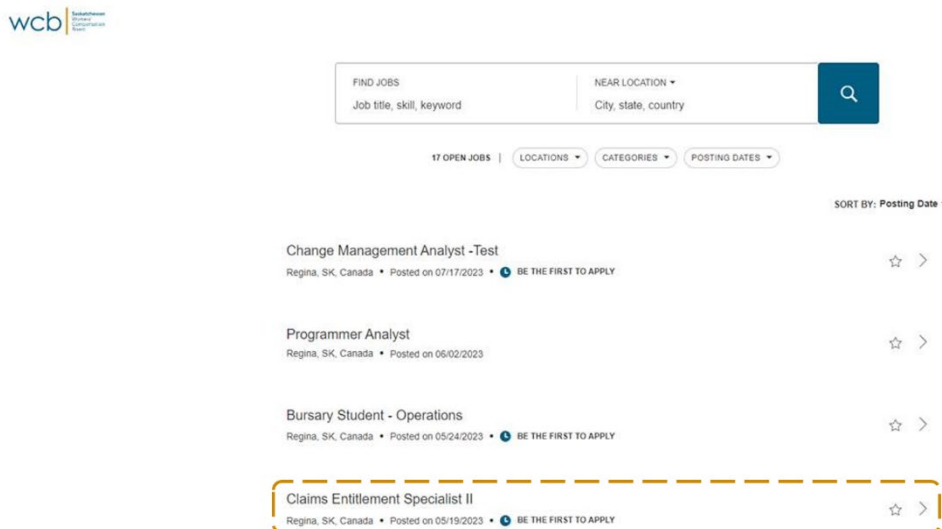 wcb
Saskatchewan
Workers'
Compensation
Board
FIND JOBS
Job title, skill, keyword
NEAR LOCATION
City, state, country
17 OPEN JOBS | LOCATIONS CATEGORIES POSTING DATES
SORT BY: Posting Date
Change Management Analyst -Test
Regina, SK, Canada • Posted on 07/17/2023 • BE THE FIRST TO APPLY
Programmer Analyst
Regina, SK, Canada • Posted on 06/02/2023
Bursary Student - Operations
Regina, SK, Canada • Posted on 05/24/2023 • BE THE FIRST TO APPLY
Claims Entitlement Specialist II
Regina, SK, Canada • Posted on 05/19/2023 • BE THE FIRST TO APPLY